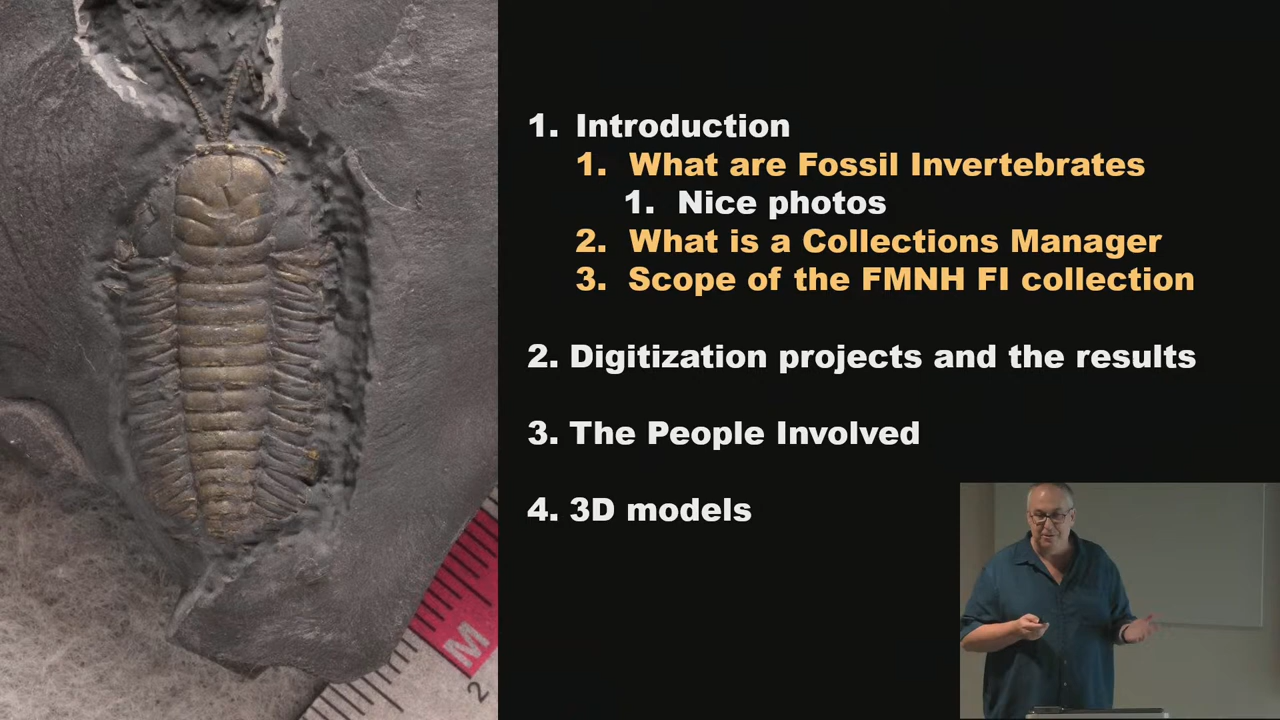 1. Introduction
1. What are Fossil Invertebrates
1. Nice photos
2. What is a Collections Manager
3. Scope of the FMNH FI collection
2. Digitization projects and the results
3. The People Involved
4. 3D models
M
2